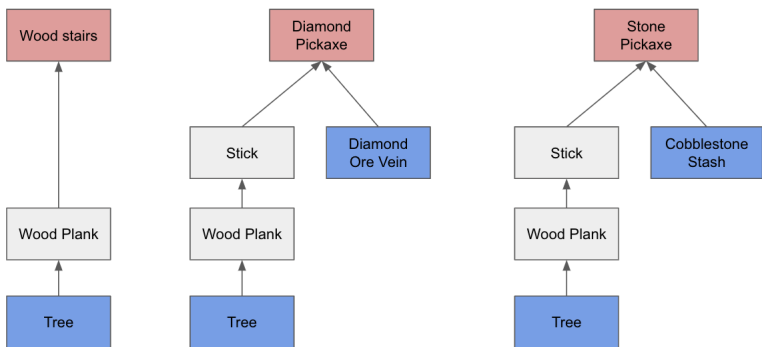 Wood stairs
Diamond
Pickaxe
Stone
Pickaxe
Stick
Diamond
Ore Vein
Stick
Cobblestone
Stash
Wood Plank
Wood Plank
Wood Plank
Tree
Tree
Tree